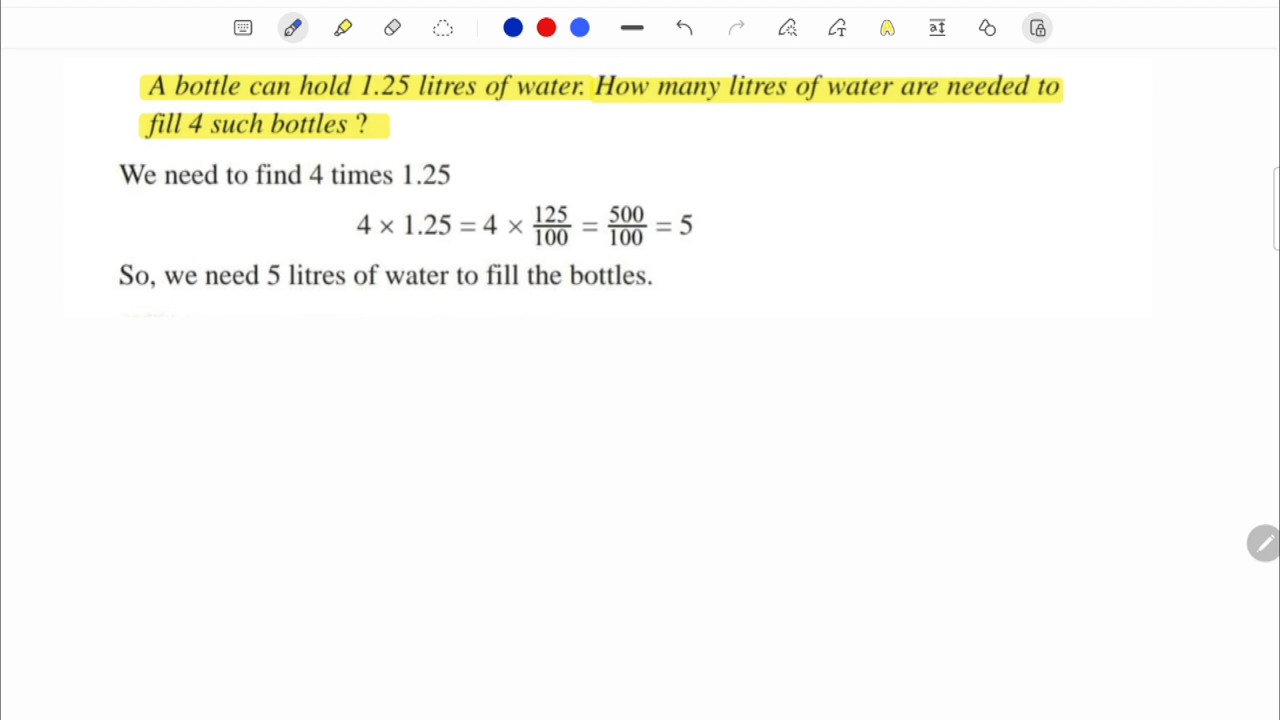 A bottle can hold 1.25 litres of water. How many litres of water are needed to
fill 4 such bottles ?
We need to find 4 times 1.25
4 × 1.25 = 4 × 125/100 = 500/100 = 5
So, we need 5 litres of water to fill the bottles.